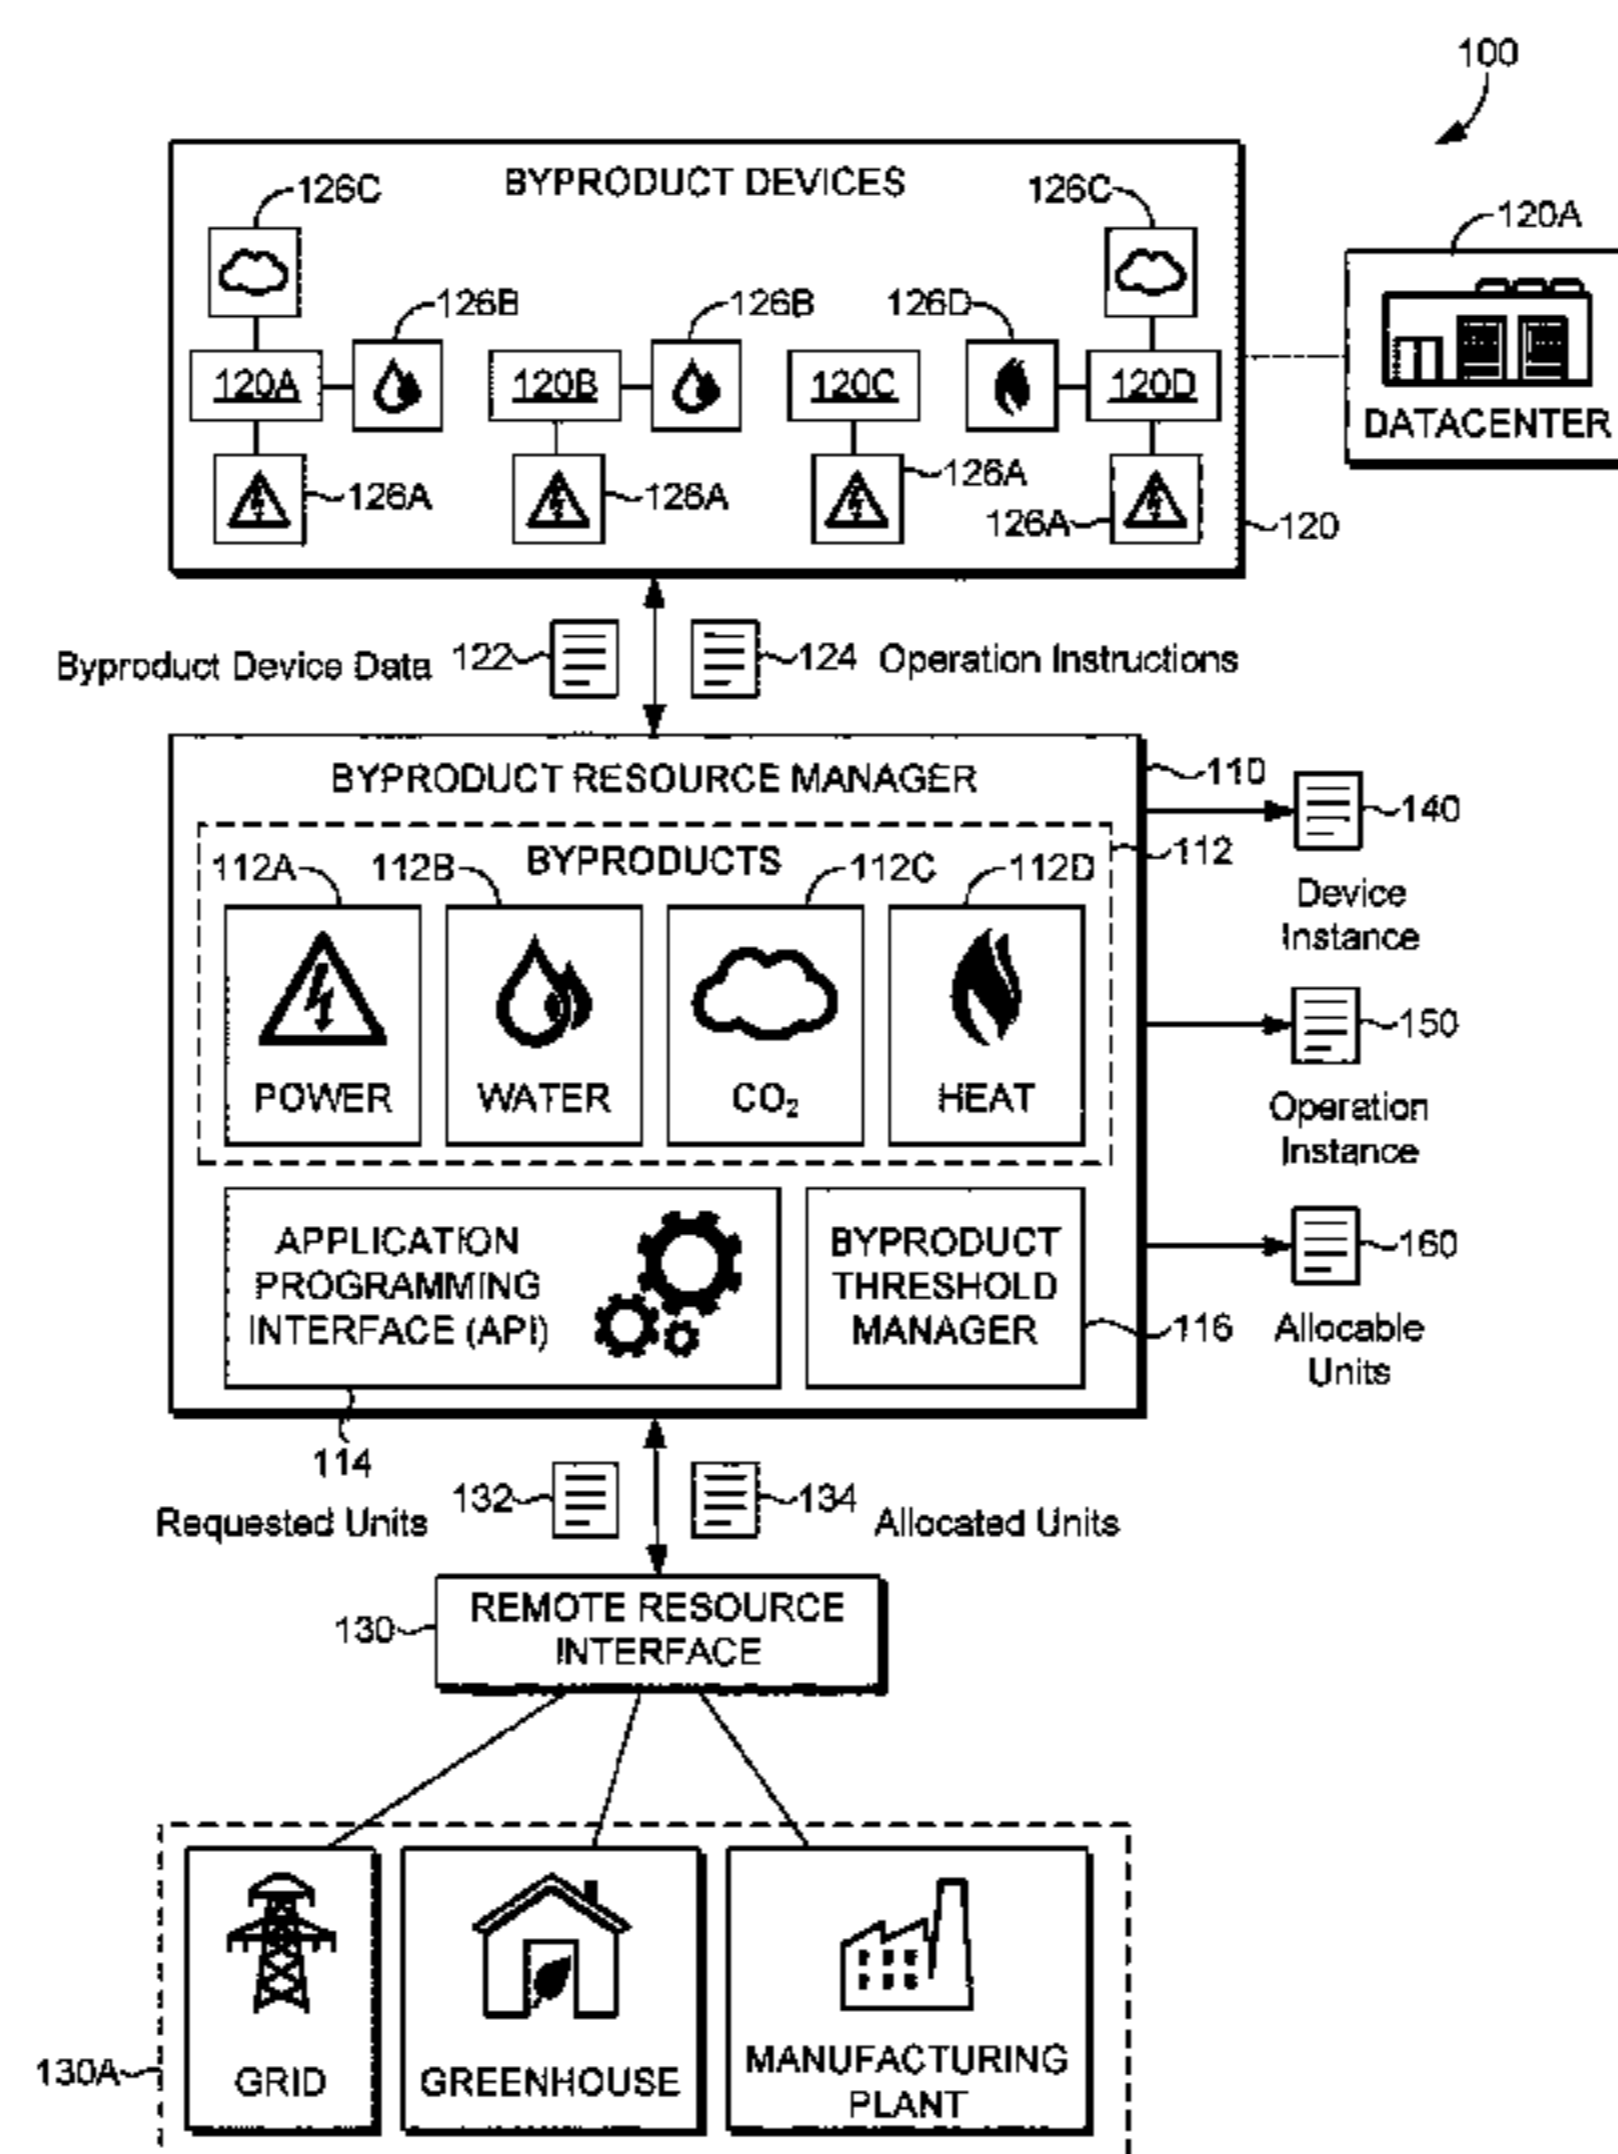 100
BYPRODUCT DEVICES
126C
126C
120A
126B
126B
126D
120A
120B
120C
120D
DATACENTER
126A
126A
126A
126A
120
Byproduct Device Data
122
124
Operation Instructions
BYPRODUCT RESOURCE MANAGER
110
140
Device
Instance
BYPRODUCTS
112
112A
112B
112C
112D
POWER
WATER
CO₂
HEAT
150
Operation
Instance
APPLICATION
PROGRAMMING
INTERFACE (API)
BYPRODUCT
THRESHOLD
MANAGER
116
160
Allocable
Units
114
Requested Units
132
134
Allocated Units
130
REMOTE RESOURCE
INTERFACE
130A
GRID
GREENHOUSE
MANUFACTURING
PLANT